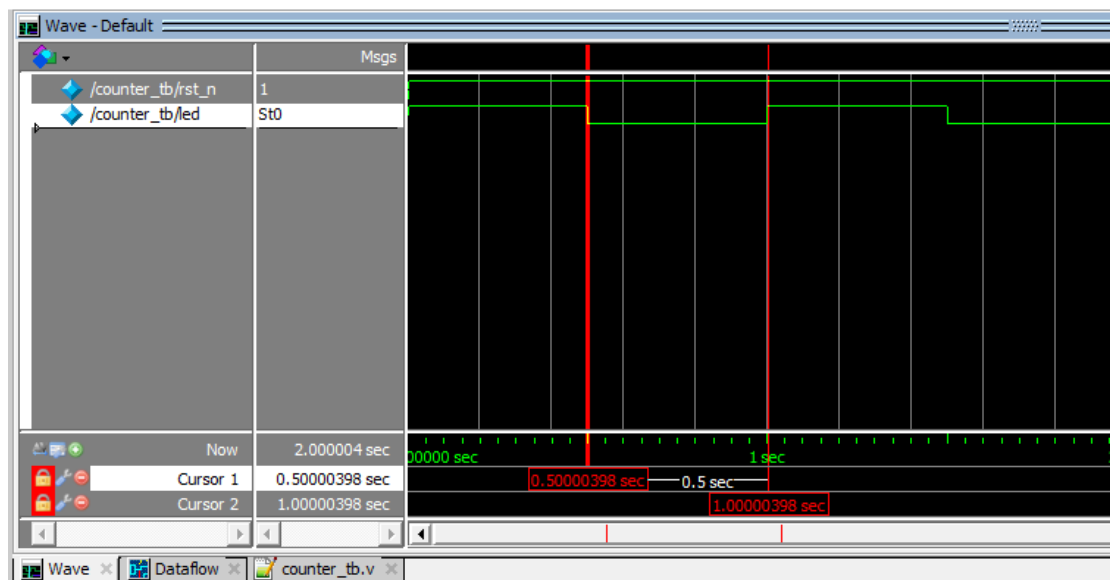 Wave - Default
Msgs
/counter_tb/rst_n 1
/counter_tb/led St0
Now 2.000004 sec 00000 sec 1 sec
Cursor 1 0.50000398 sec 0.50000398 sec 0.5 sec
Cursor 2 1.00000398 sec 1.00000398 sec
Wave Dataflow counter_tb.v